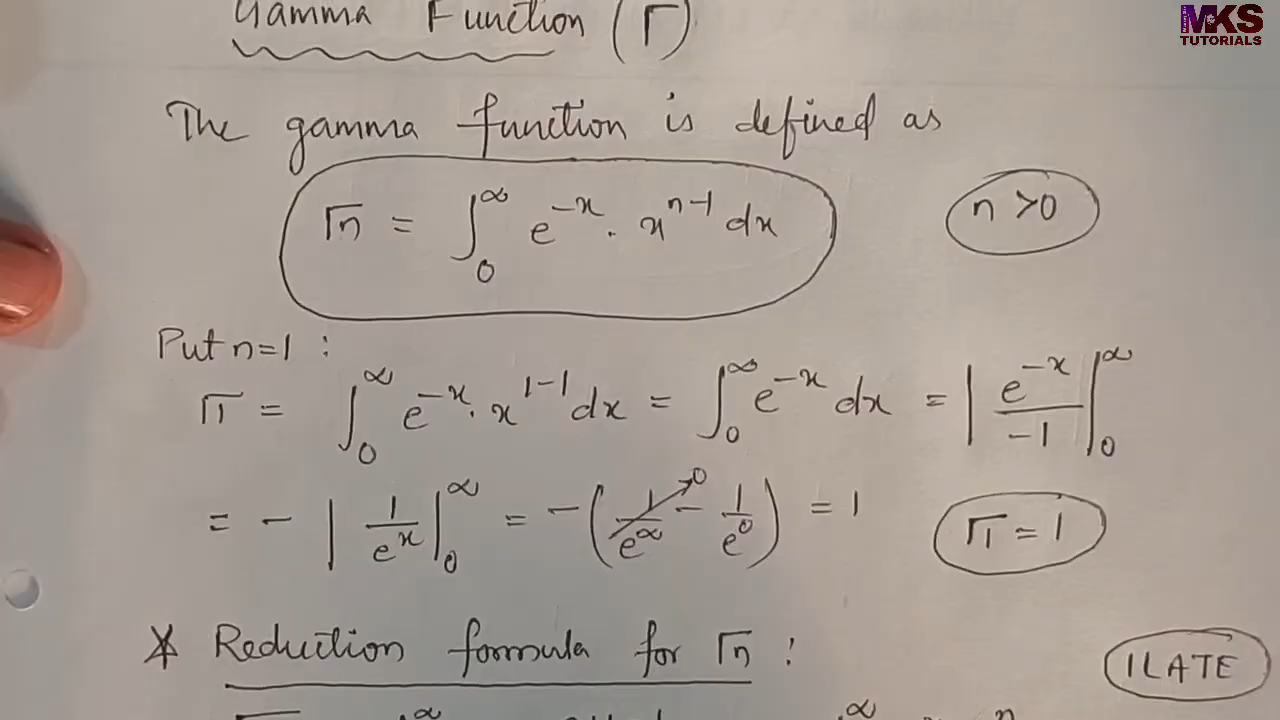 MKS
TUTORIALS
Gamma Function (Γ)
The gamma function is defined as
Γn = ∫₀^∞ e^{-x} . x^{n-1} dx n > 0
Put n=1 :
Γ1 = ∫₀^∞ e^{-x} . x^{1-1} dx = ∫₀^∞ e^{-x} dx = | e^{-x} / -1 |₀^∞
= - | 1 / e^x |₀^∞ = - ( 1 / e^∞ → 0 - 1 / e^0 ) = 1 Γ1 = 1
* Reduction formula for Γn : ILATE